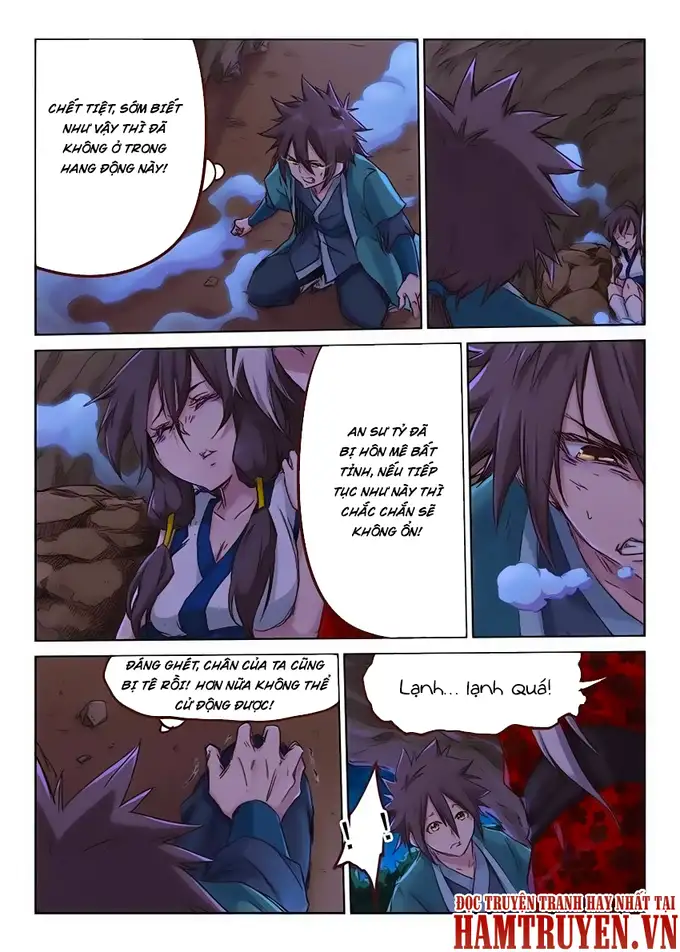 CHẾT TIỆT, SỚM BIẾT
NHƯ VẬY THÌ ĐÃ
KHÔNG Ở TRONG
HANG ĐỘNG NÀY!
AN SƯ TỶ ĐÃ
BỊ HÔN MÊ BẤT
TỈNH, NẾU TIẾP
TỤC NHƯ NÀY THÌ
CHẮC CHẮN SẼ
KHÔNG ỔN!
ĐÁNG GHÉT, CHÂN CỦA TA CŨNG
BỊ TÊ RỒI! HƠN NỮA KHÔNG THỂ
CỬ ĐỘNG ĐƯỢC!
Lạnh... lạnh quá!
! !
ĐỌC TRUYỆN TRANH HAY NHẤT TẠI
HAMTRUYEN.VN